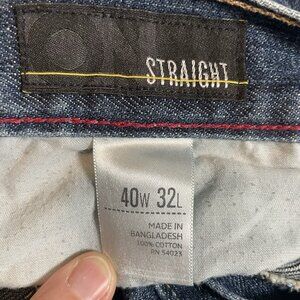 STRAIGHT
40W 32L
MADE IN
BANGLADESH
100% COTTON
RN 54023